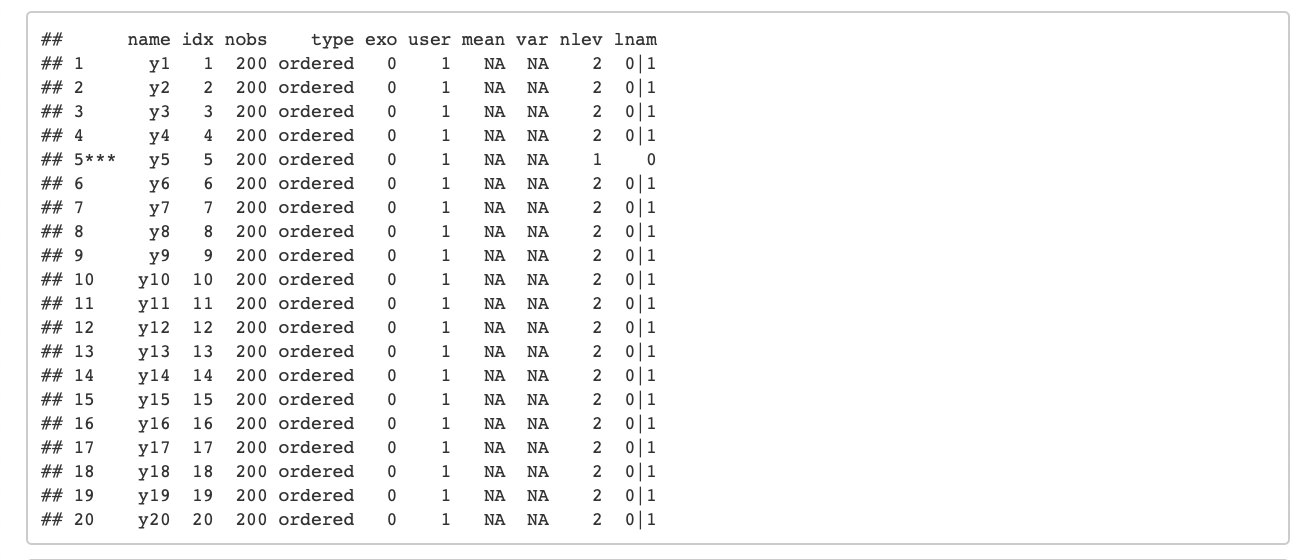 ##      name idx nobs    type exo user mean var nlev lnam
## 1      y1   1  200 ordered   0    1   NA  NA    2  0|1
## 2      y2   2  200 ordered   0    1   NA  NA    2  0|1
## 3      y3   3  200 ordered   0    1   NA  NA    2  0|1
## 4      y4   4  200 ordered   0    1   NA  NA    2  0|1
## 5***   y5   5  200 ordered   0    1   NA  NA    1    0
## 6      y6   6  200 ordered   0    1   NA  NA    2  0|1
## 7      y7   7  200 ordered   0    1   NA  NA    2  0|1
## 8      y8   8  200 ordered   0    1   NA  NA    2  0|1
## 9      y9   9  200 ordered   0    1   NA  NA    2  0|1
## 10    y10  10  200 ordered   0    1   NA  NA    2  0|1
## 11    y11  11  200 ordered   0    1   NA  NA    2  0|1
## 12    y12  12  200 ordered   0    1   NA  NA    2  0|1
## 13    y13  13  200 ordered   0    1   NA  NA    2  0|1
## 14    y14  14  200 ordered   0    1   NA  NA    2  0|1
## 15    y15  15  200 ordered   0    1   NA  NA    2  0|1
## 16    y16  16  200 ordered   0    1   NA  NA    2  0|1
## 17    y17  17  200 ordered   0    1   NA  NA    2  0|1
## 18    y18  18  200 ordered   0    1   NA  NA    2  0|1
## 19    y19  19  200 ordered   0    1   NA  NA    2  0|1
## 20    y20  20  200 ordered   0    1   NA  NA    2  0|1